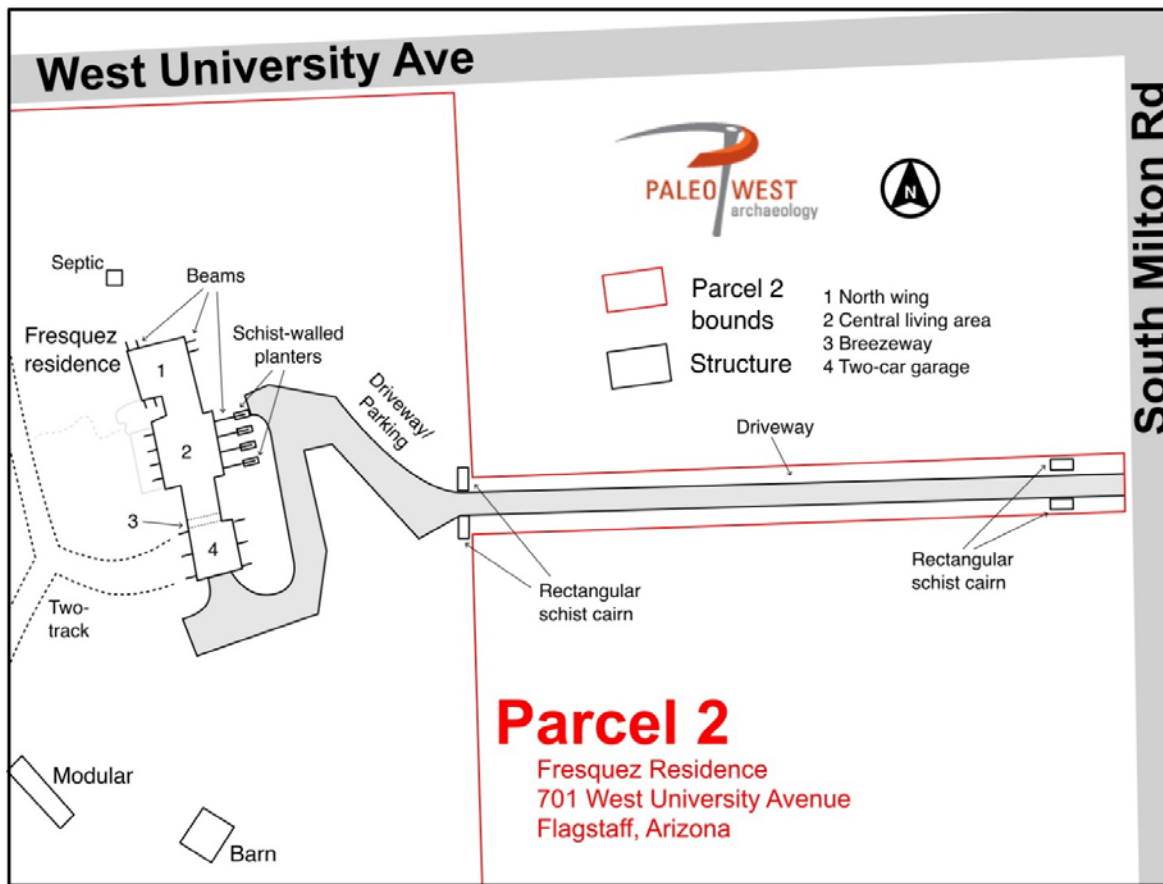 West University Ave
South Milton Rd
PALEO WEST
archaeology
N
Parcel 2
bounds
Structure
1 North wing
2 Central living area
3 Breezeway
4 Two-car garage
Septic
Beams
Fresquez
residence
Schist-walled
planters
Driveway/
Parking
Driveway
1
2
3
4
Two-
track
Rectangular
schist cairn
Rectangular
schist cairn
Modular
Barn
Parcel 2
Fresquez Residence
701 West University Avenue
Flagstaff, Arizona